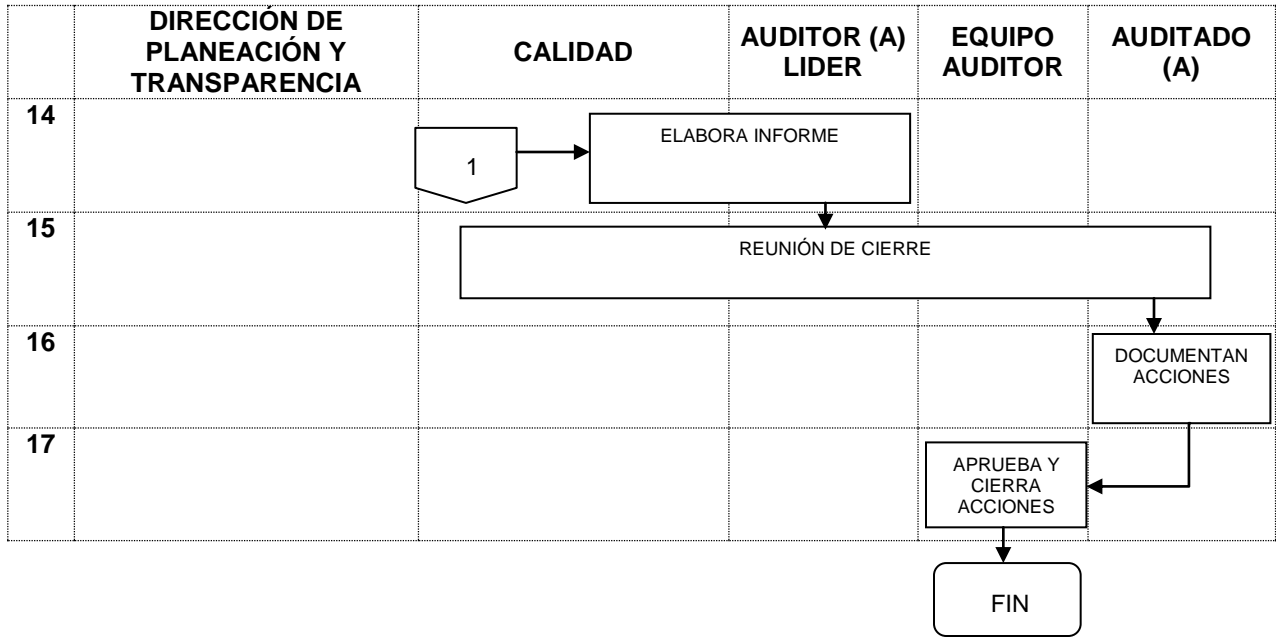 DIRECCIÓN DE
PLANEACIÓN Y
TRANSPARENCIA
CALIDAD
AUDITOR (A)
LIDER
EQUIPO
AUDITOR
AUDITADO
(A)
14
1
ELABORA INFORME
15
REUNIÓN DE CIERRE
16
DOCUMENTAN
ACCIONES
17
APRUEBA Y
CIERRA
ACCIONES
FIN